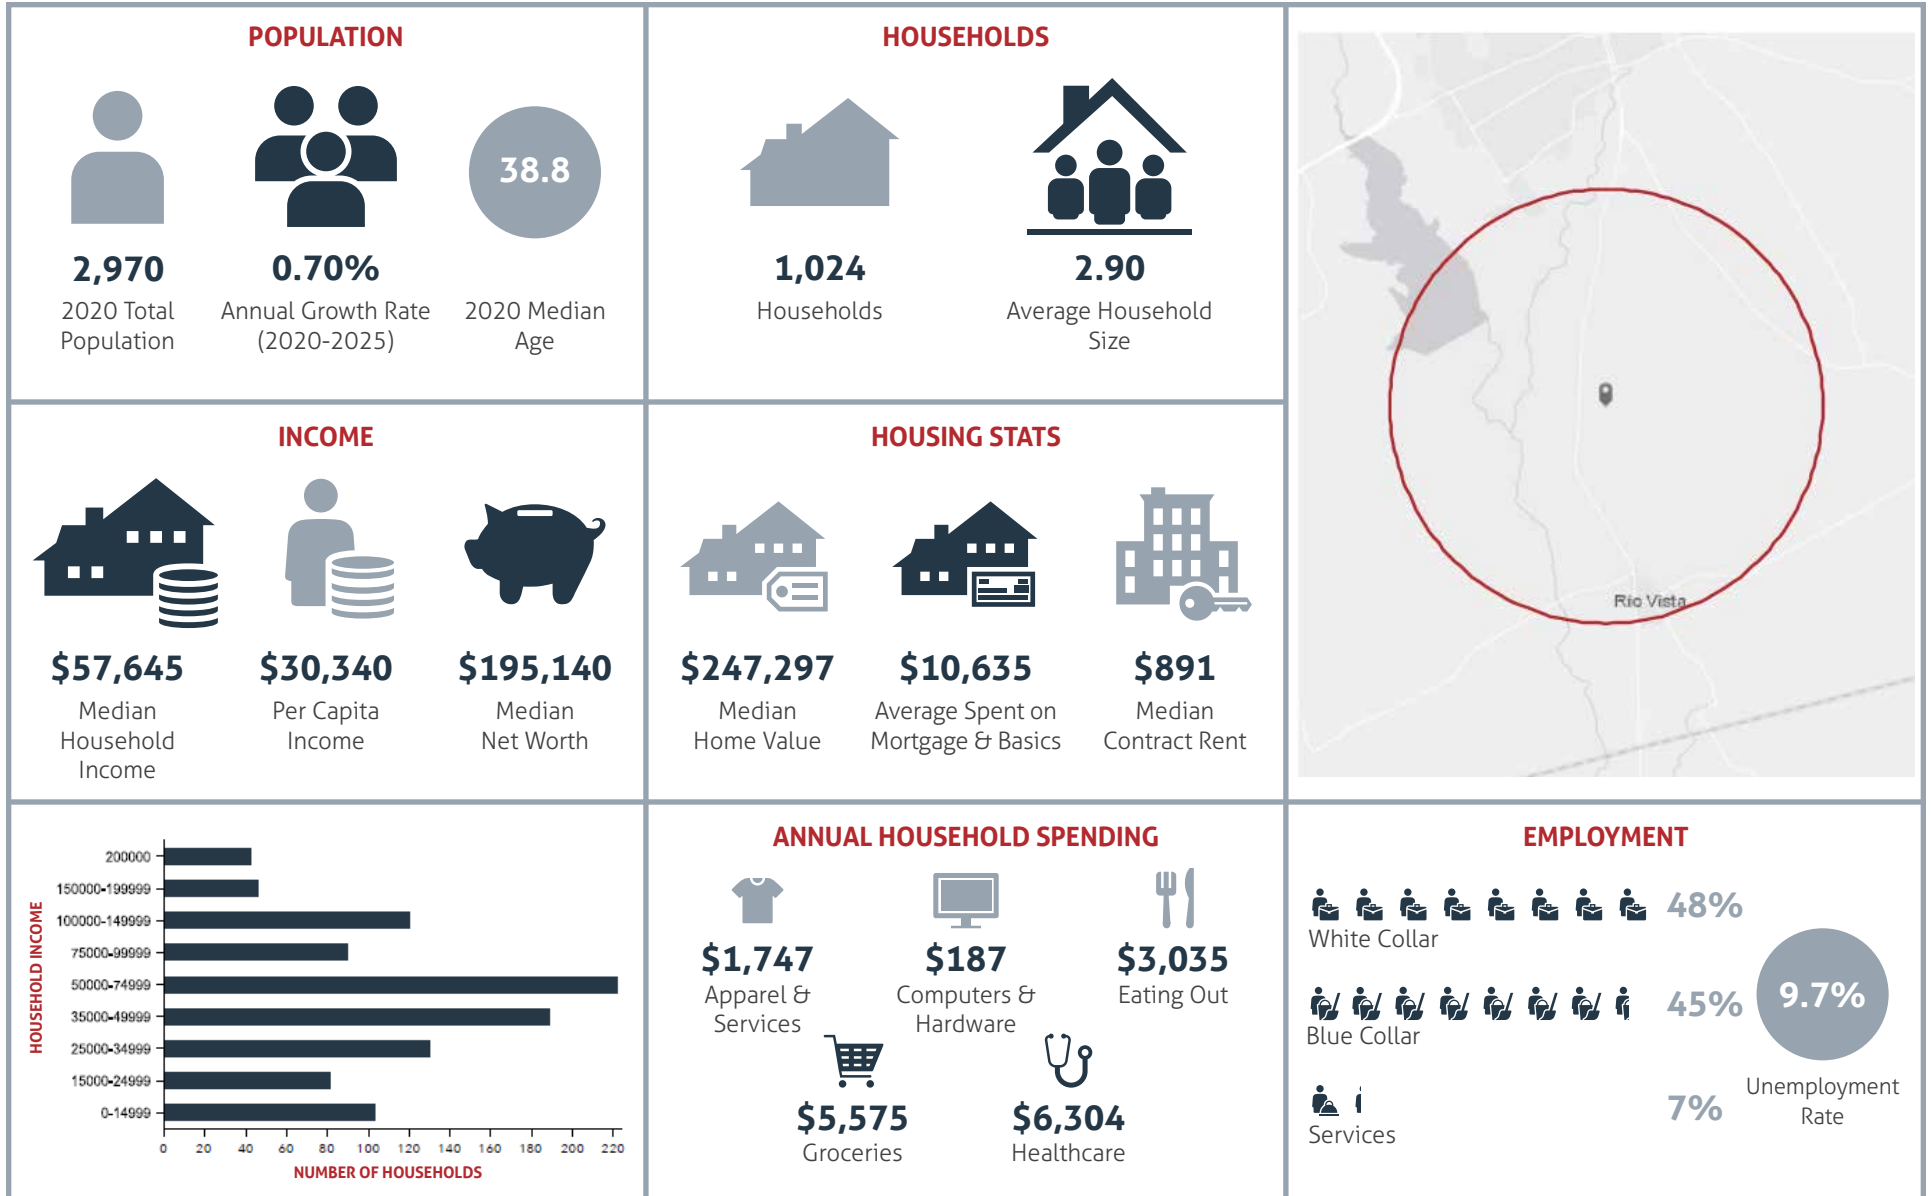 POPULATION
38.8
2,970
2020 Total
Population
0.70%
Annual Growth Rate
(2020-2025)
2020 Median
Age
HOUSEHOLDS
1,024
Households
2.90
Average Household
Size
Rio Vista
INCOME
$57,645
Median
Household
Income
$30,340
Per Capita
Income
$195,140
Median
Net Worth
HOUSING STATS
$247,297
Median
Home Value
$10,635
Average Spent on
Mortgage & Basics
$891
Median
Contract Rent
HOUSEHOLD INCOME
200000
150000-199999
100000-149999
75000-99999
50000-74999
35000-49999
25000-34999
15000-24999
0-14999
0 20 40 60 80 100 120 140 160 180 200 220
NUMBER OF HOUSEHOLDS
ANNUAL HOUSEHOLD SPENDING
$1,747
Apparel &
Services
$187
Computers &
Hardware
$3,035
Eating Out
$5,575
Groceries
$6,304
Healthcare
EMPLOYMENT
48%
White Collar
45%
Blue Collar
7%
Services
9.7%
Unemployment
Rate